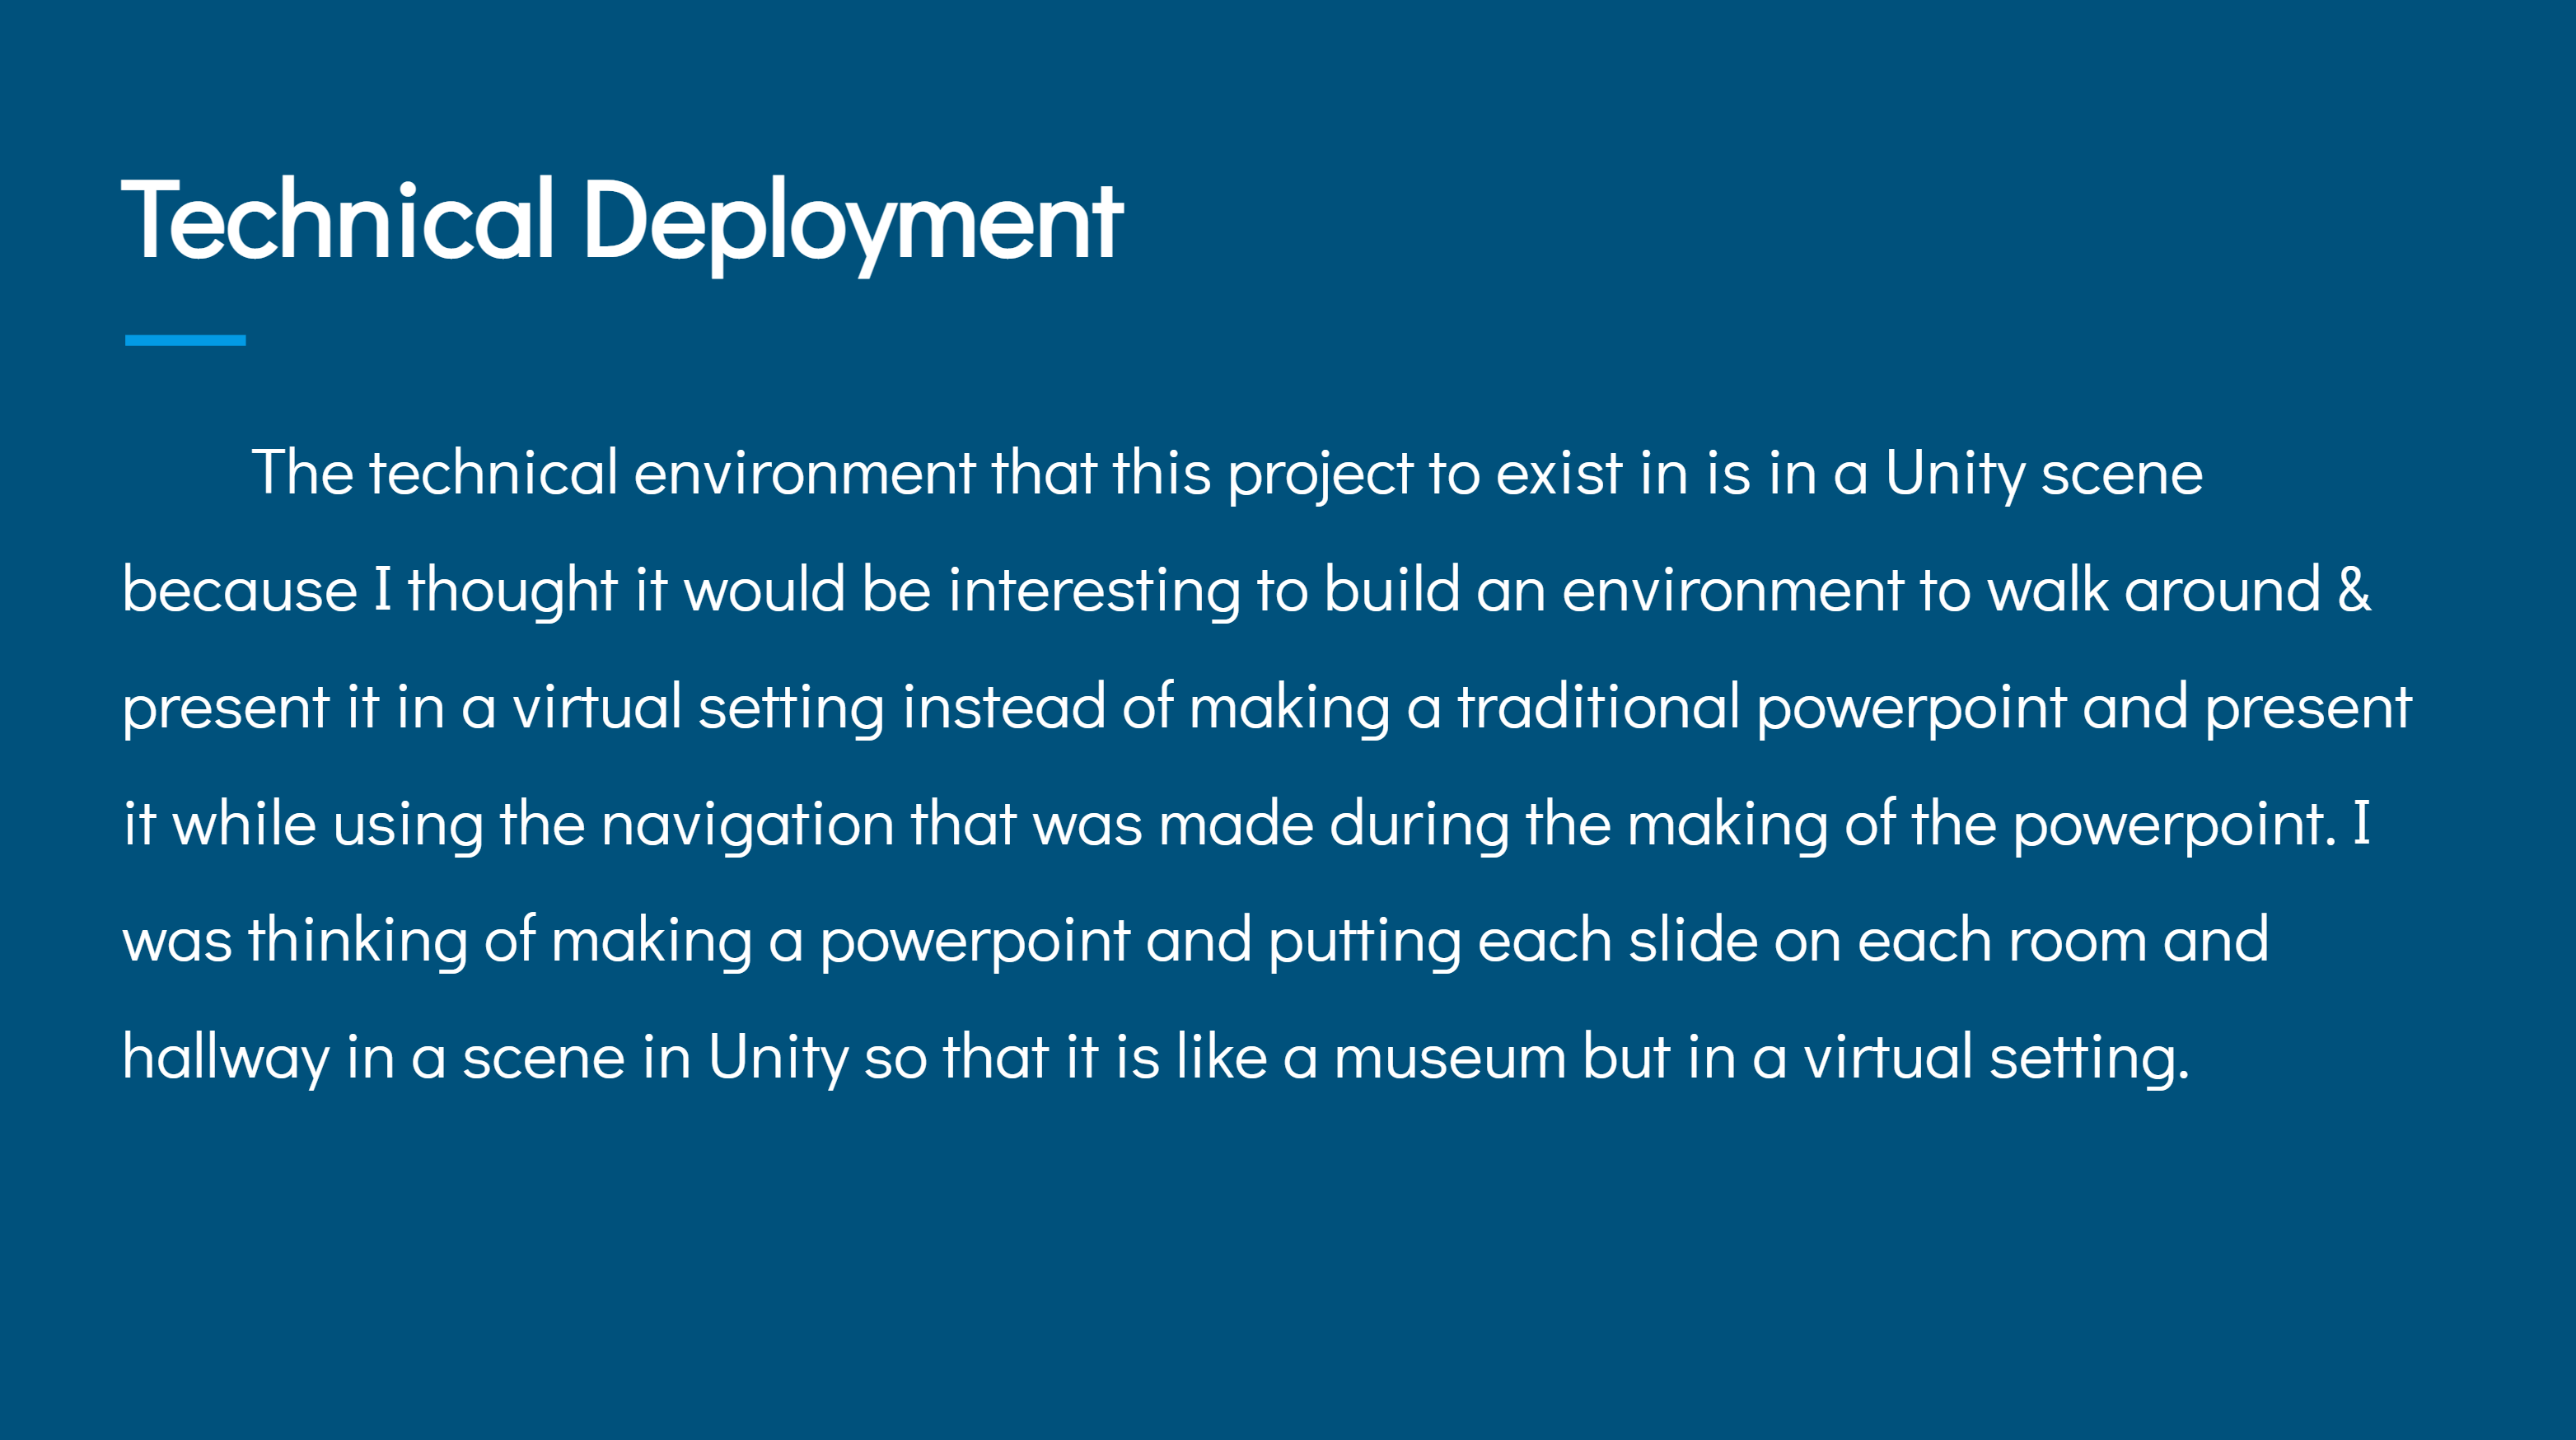 Technical Deployment
The technical environment that this project to exist in is in a Unity scene
because I thought it would be interesting to build an environment to walk around &
present it in a virtual setting instead of making a traditional powerpoint and present
it while using the navigation that was made during the making of the powerpoint. I
was thinking of making a powerpoint and putting each slide on each room and
hallway in a scene in Unity so that it is like a museum but in a virtual setting.